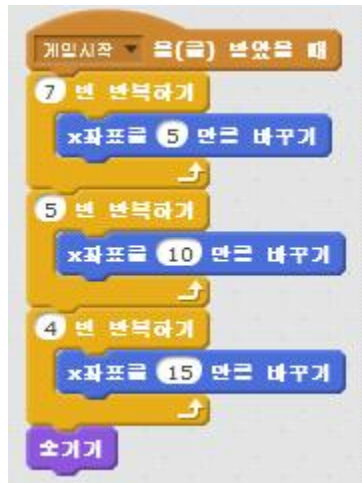 게임시작 을(를) 받았을 때
7 번 반복하기
x좌표를 5 만큼 바꾸기
5 번 반복하기
x좌표를 10 만큼 바꾸기
4 번 반복하기
x좌표를 15 만큼 바꾸기
숨기기